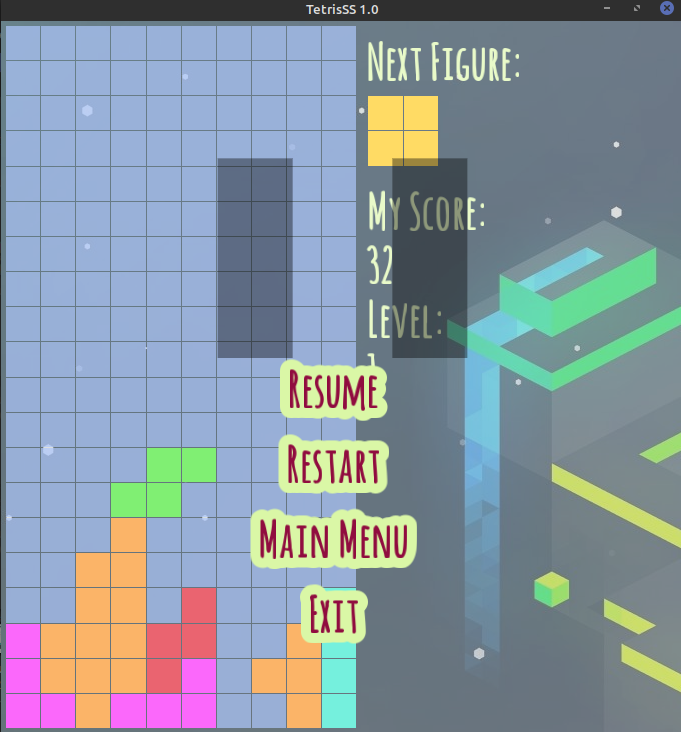 TetrisSS 1.0
Next Figure:
My Score:
32
Level:
Resume
Restart
Main Menu
Exit